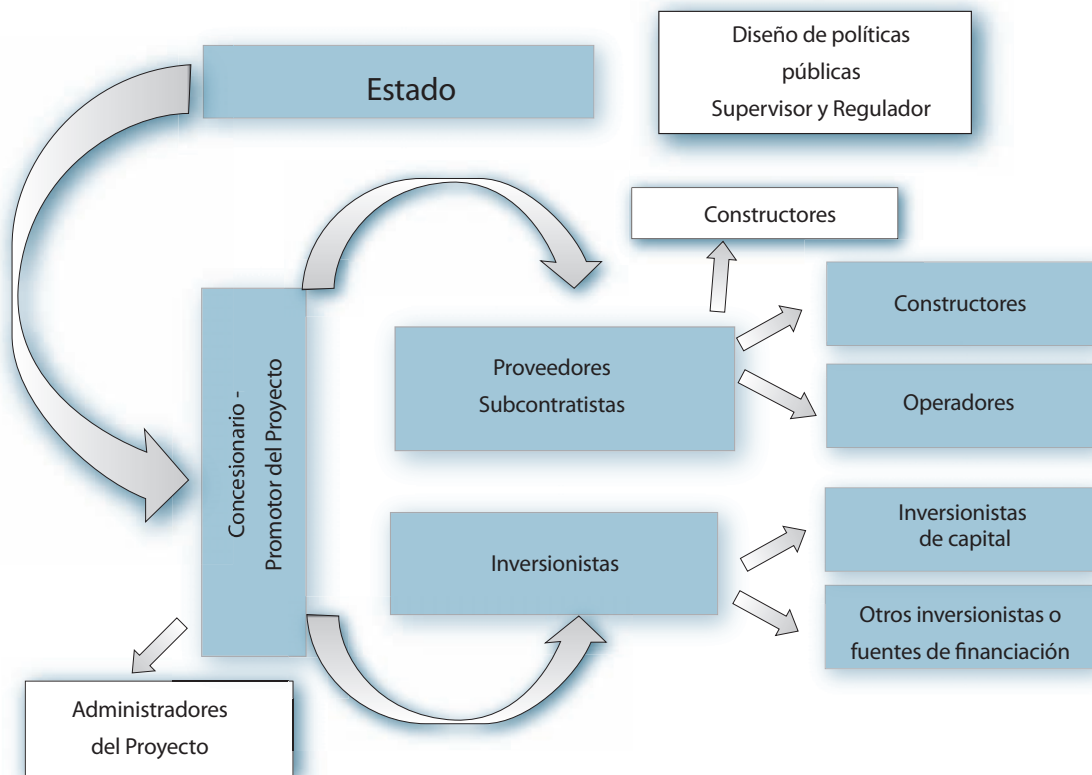 Estado
Diseño de políticas
públicas
Supervisor y Regulador
Constructores
Constructores
Proveedores
Subcontratistas
Operadores
Concesionario -
Promotor del Proyecto
Inversionistas
Inversionistas
de capital
Otros inversionistas o
fuentes de financiación
Administradores
del Proyecto